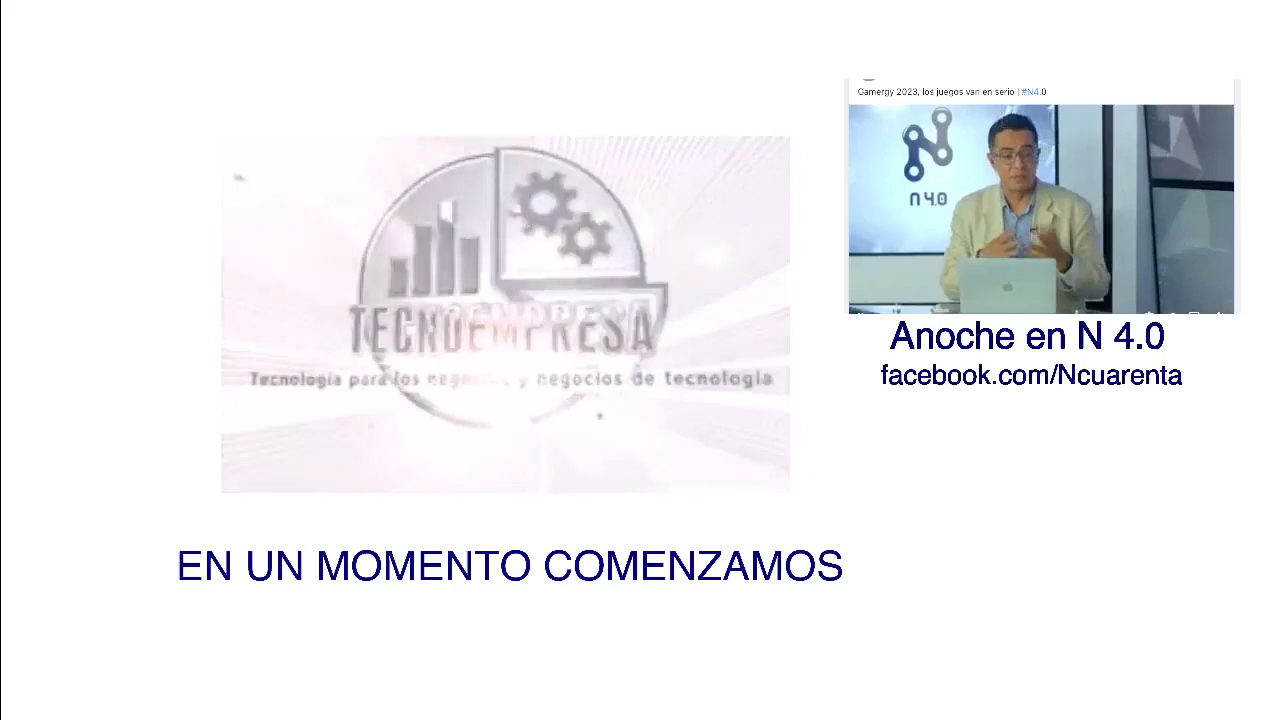 TECNOEMPRESA
Tecnología para los negocios y negocios de tecnología
EN UN MOMENTO COMENZAMOS
Gamergy 2023, los juegos van en serio | #N4.0
N 4.0
Anoche en N 4.0
facebook.com/Ncuarenta